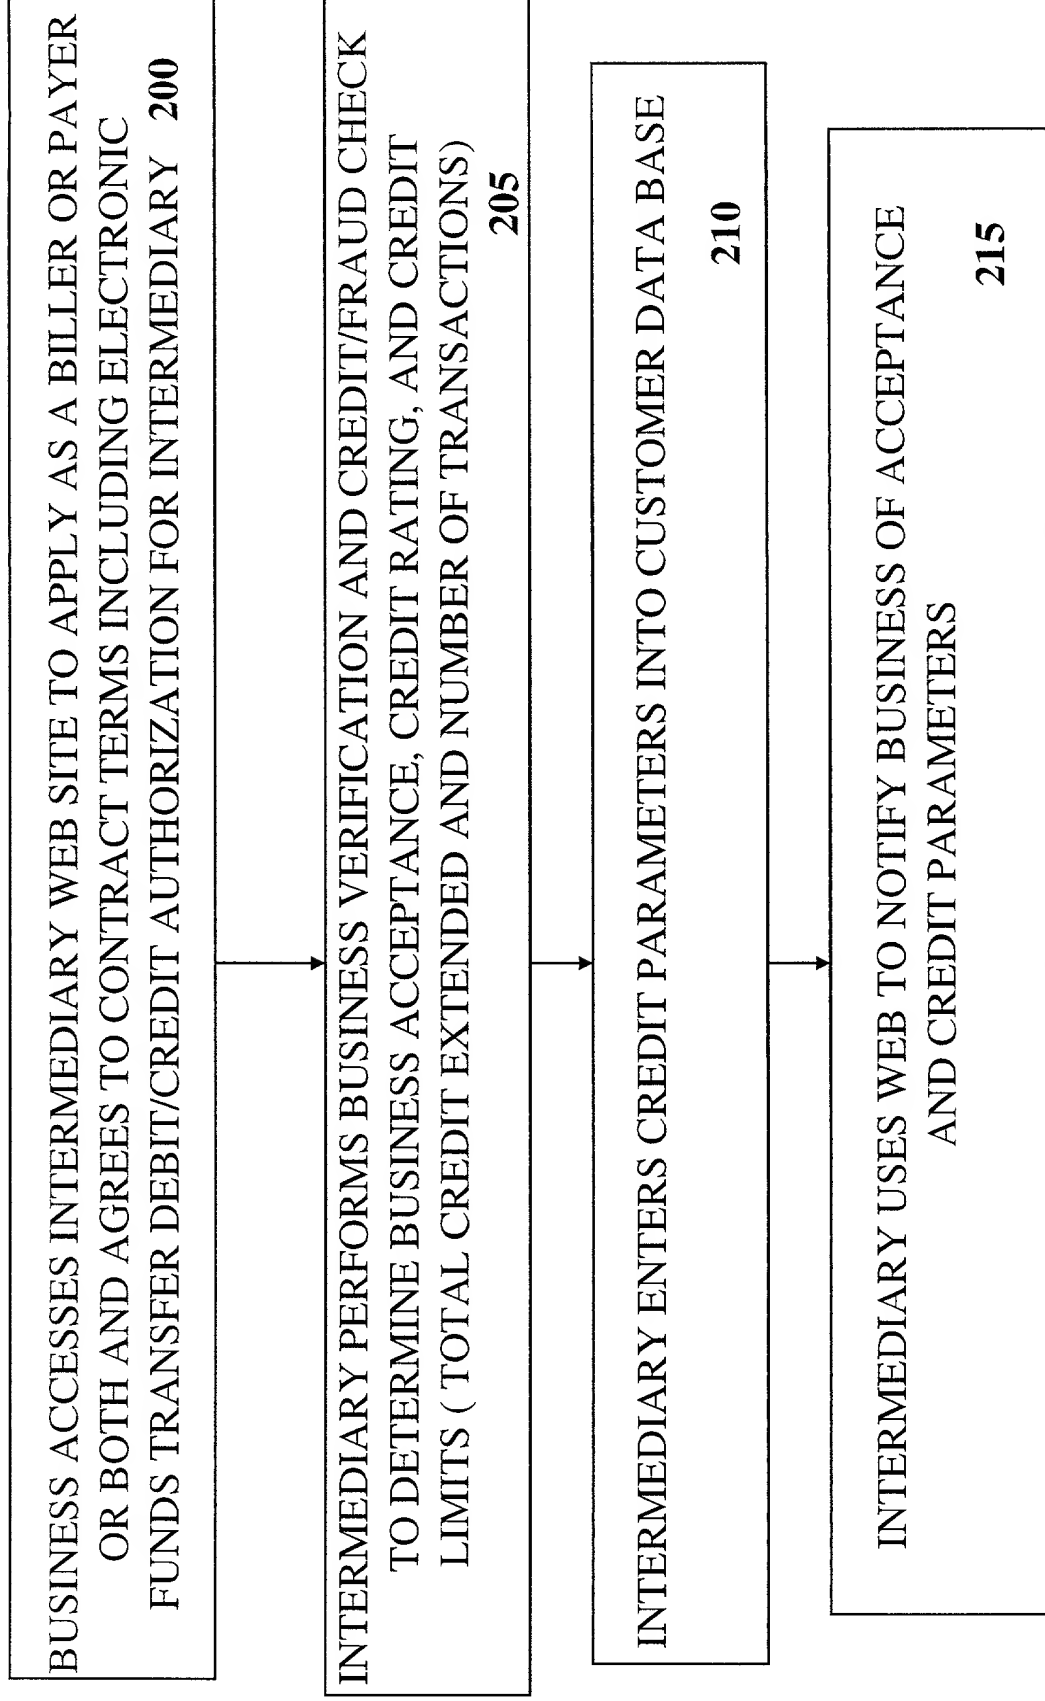 BUSINESS ACCESSES INTERMEDIARY WEB SITE TO APPLY AS A BILLER OR PAYER
OR BOTH AND AGREES TO CONTRACT TERMS INCLUDING ELECTRONIC
FUNDS TRANSFER DEBIT/CREDIT AUTHORIZATION FOR INTERMEDIARY 200
INTERMEDIARY PERFORMS BUSINESS VERIFICATION AND CREDIT/FRAUD CHECK
TO DETERMINE BUSINESS ACCEPTANCE, CREDIT RATING, AND CREDIT
LIMITS ( TOTAL CREDIT EXTENDED AND NUMBER OF TRANSACTIONS)
205
INTERMEDIARY ENTERS CREDIT PARAMETERS INTO CUSTOMER DATA BASE
210
INTERMEDIARY USES WEB TO NOTIFY BUSINESS OF ACCEPTANCE
AND CREDIT PARAMETERS
215